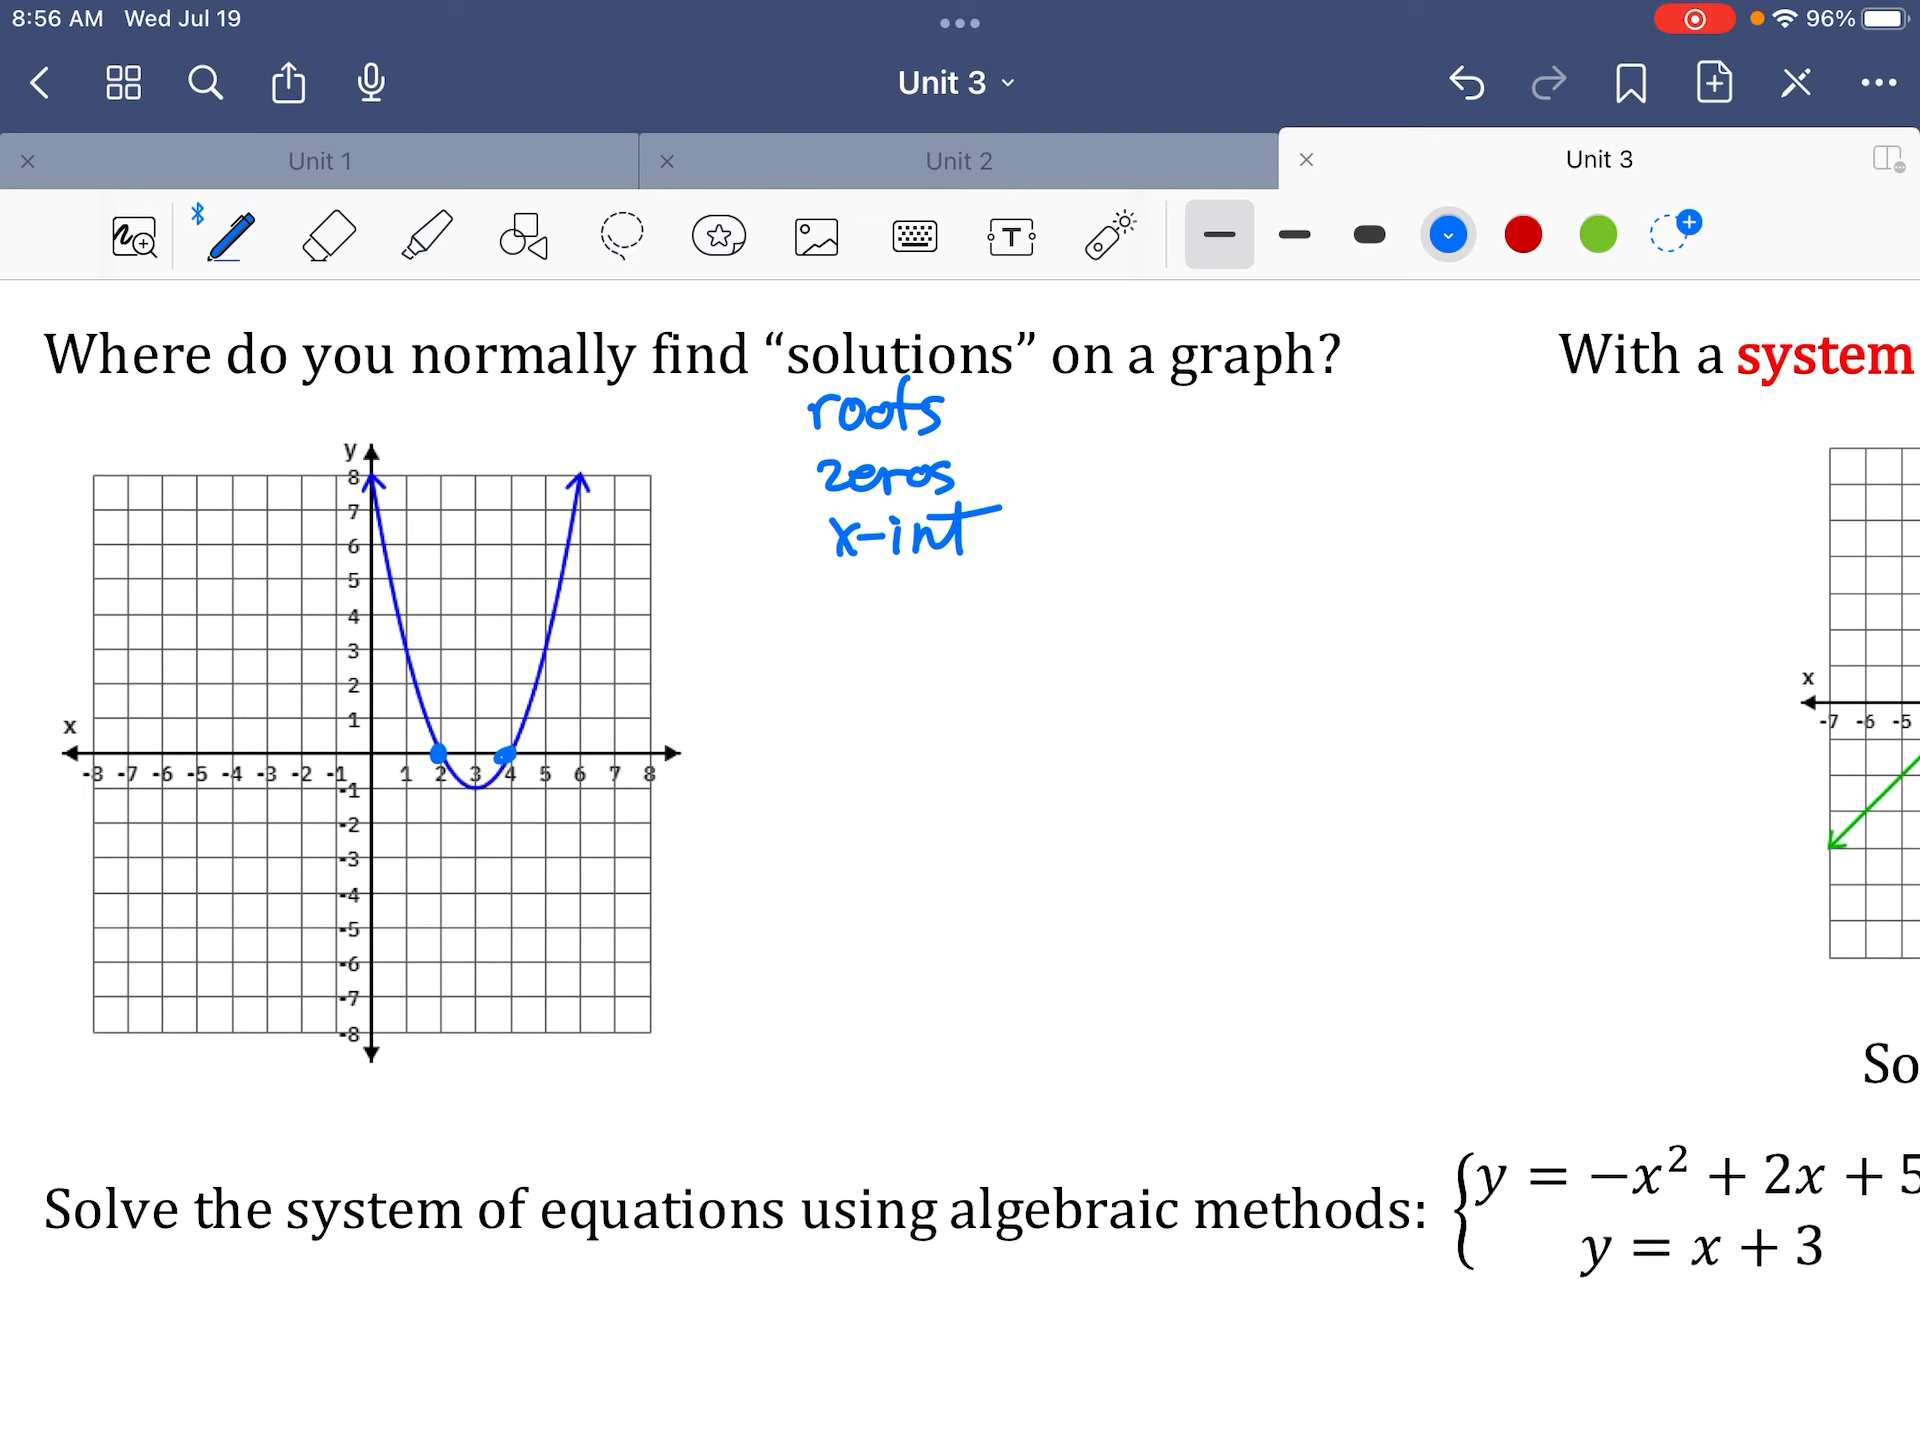 8:56 AM Wed Jul 19
96%
Unit 3
Unit 1
Unit 2
Unit 3
Where do you normally find “solutions” on a graph?
With a system
roots
zeros
x-int
y
8
7
6
5
4
3
2
1
x
-8 -7 -6 -5 -4 -3 -2 -1 1 2 3 4 5 6 7 8
-1
-2
-3
-4
-5
-6
-7
-8
x
-7 -6 -5
So
Solve the system of equations using algebraic methods:
y = −x² + 2x + 5
y = x + 3